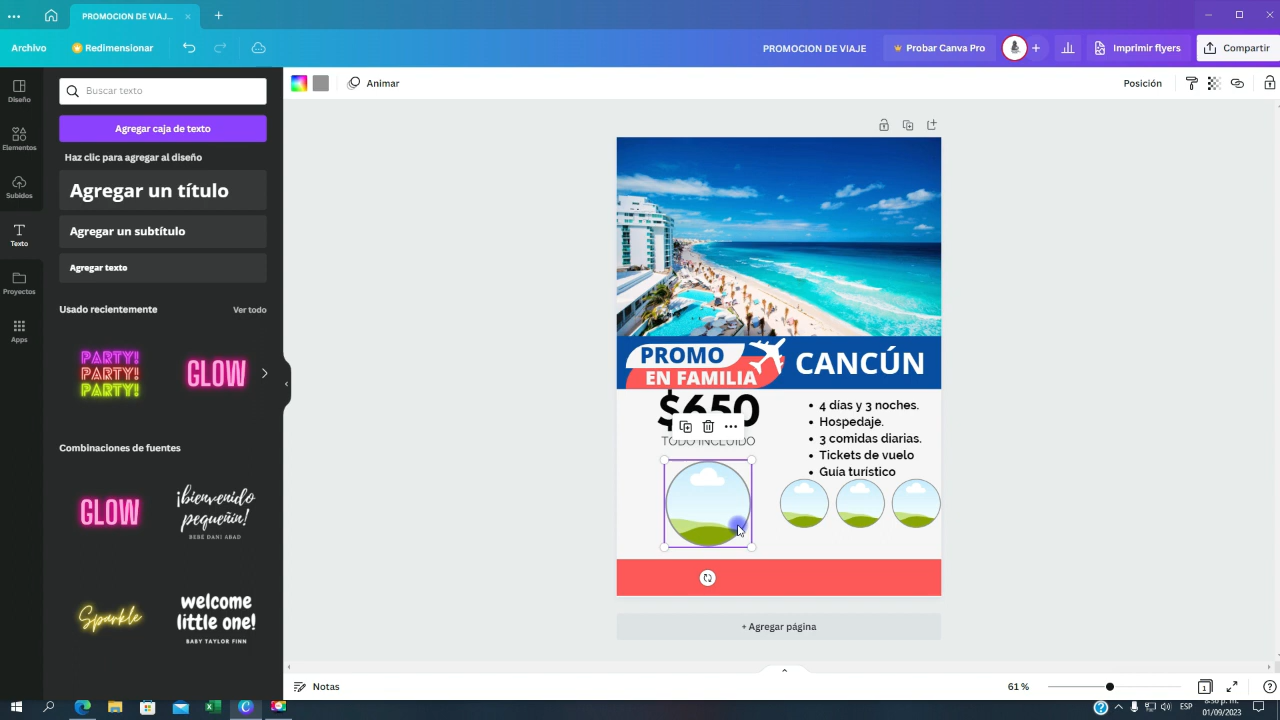 PROMOCION DE VIAJ...
Archivo
Redimensionar
PROMOCION DE VIAJE
Probar Canva Pro
Imprimir flyers
Compartir
Diseño
Elementos
Subidos
Texto
Proyectos
Apps
Buscar texto
Agregar caja de texto
Haz clic para agregar al diseño
Agregar un título
Agregar un subtítulo
Agregar texto
Usado recientemente
Ver todo
PARTY!
PARTY!
PARTY!
GLOW
Combinaciones de fuentes
GLOW
¡bienvenido
pequeñín!
BEBÉ DANI ABAD
Sparkle
welcome
little one!
BABY TAYLOR FINN
Animar
Posición
PROMO
EN FAMILIA
CANCÚN
$650
TODO INCLUIDO
• 4 días y 3 noches.
• Hospedaje.
• 3 comidas diarias.
• Tickets de vuelo
• Guía turístico
+ Agregar página
Notas
61 %
1
ESP
01/09/2023